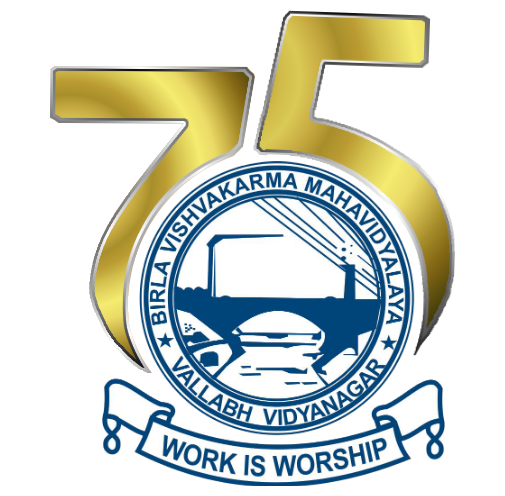 75
BIRLA VISHVAKARMA MAHAVIDYALAYA
★ VALLABH VIDYANAGAR ★
WORK IS WORSHIP